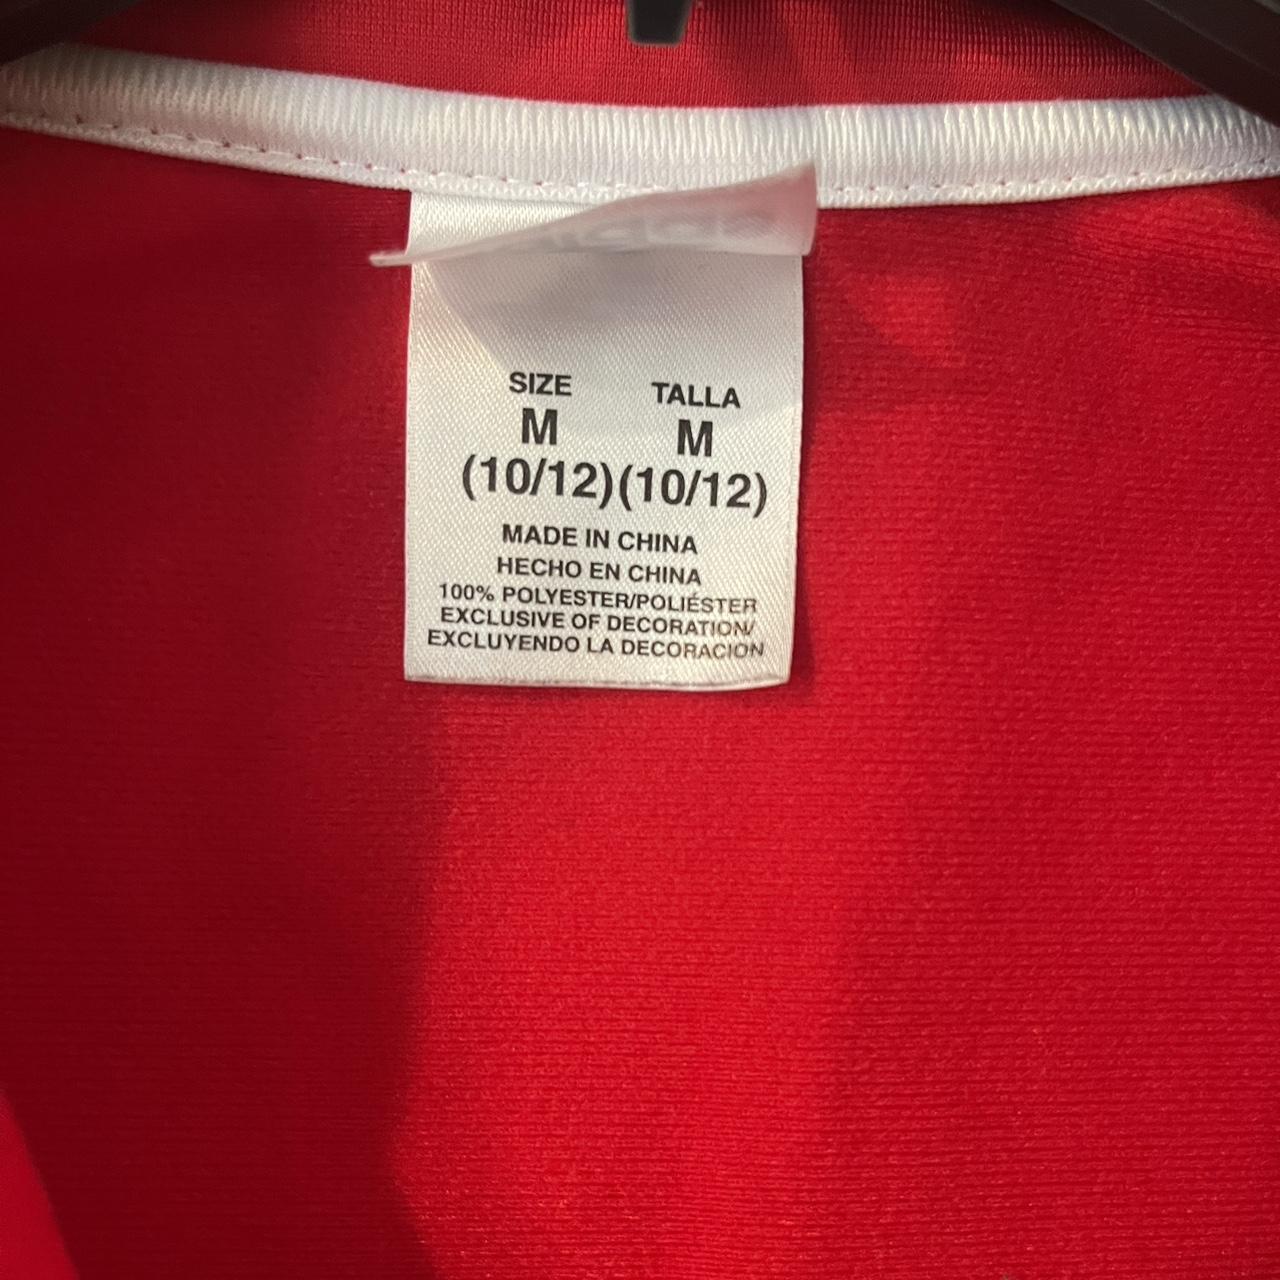 SIZE TALLA
M M
(10/12) (10/12)
MADE IN CHINA
HECHO EN CHINA
100% POLYESTER/POLIÉSTER
EXCLUSIVE OF DECORATION/
EXCLUYENDO LA DECORACION